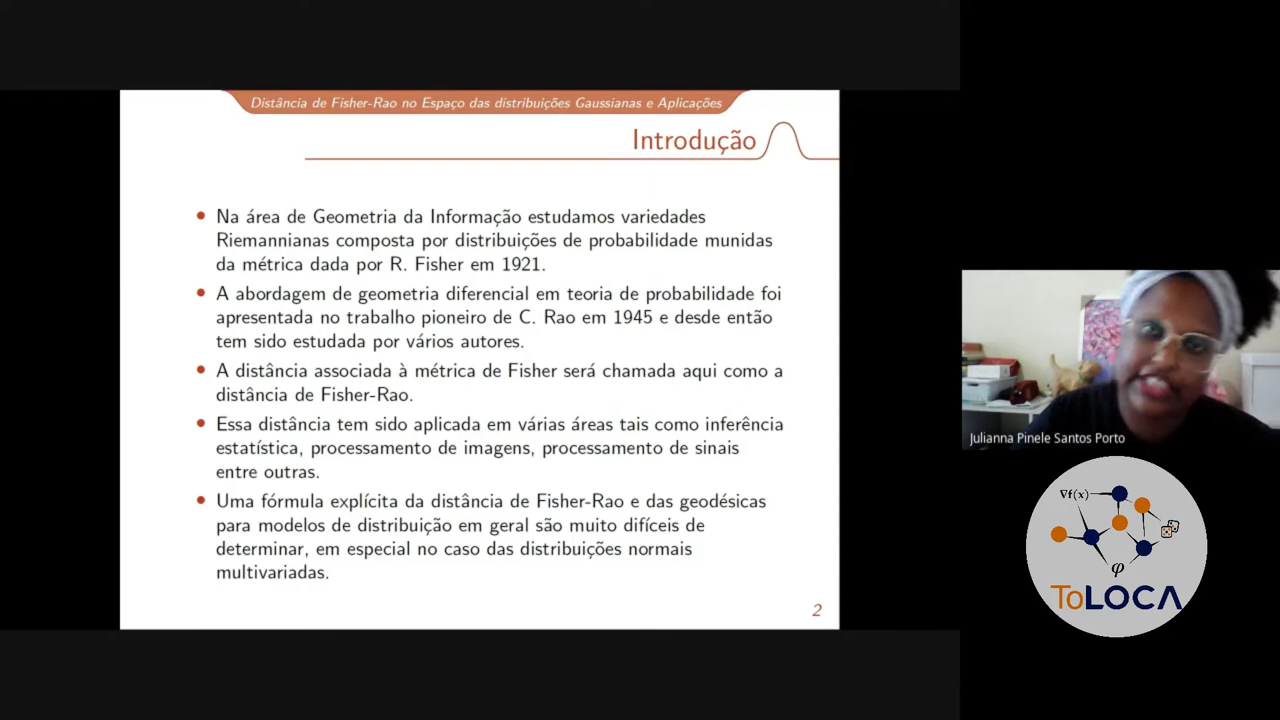 Distância de Fisher-Rao no Espaço das distribuições Gaussianas e Aplicações
Introdução
Na área de Geometria da Informação estudamos variedades
Riemannianas composta por distribuições de probabilidade munidas
da métrica dada por R. Fisher em 1921.
A abordagem de geometria diferencial em teoria de probabilidade foi
apresentada no trabalho pioneiro de C. Rao em 1945 e desde então
tem sido estudada por vários autores.
A distância associada à métrica de Fisher será chamada aqui como a
distância de Fisher-Rao.
Essa distância tem sido aplicada em várias áreas tais como inferência
estatística, processamento de imagens, processamento de sinais
entre outras.
Uma fórmula explícita da distância de Fisher-Rao e das geodésicas
para modelos de distribuição em geral são muito difíceis de
determinar, em especial no caso das distribuições normais
multivariadas.
2
Julianna Pinele Santos Porto
∇f(x)
φ
ToLOCA